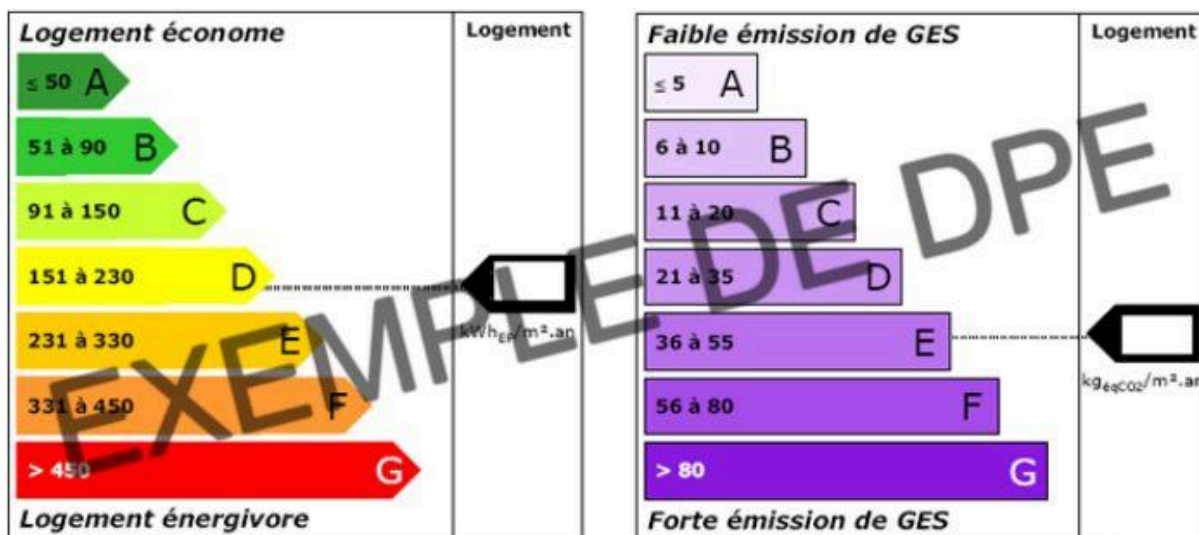 Logement économe
Logement
≤ 50 A
51 à 90 B
91 à 150 C
151 à 230 D
231 à 330 E
331 à 450 F
> 450 G
kWhEP/m².an
Logement énergivore
Faible émission de GES
Logement
≤ 5 A
6 à 10 B
11 à 20 C
21 à 35 D
36 à 55 E
56 à 80 F
> 80 G
kgéqCO2/m².an
Forte émission de GES
EXEMPLE DE DPE